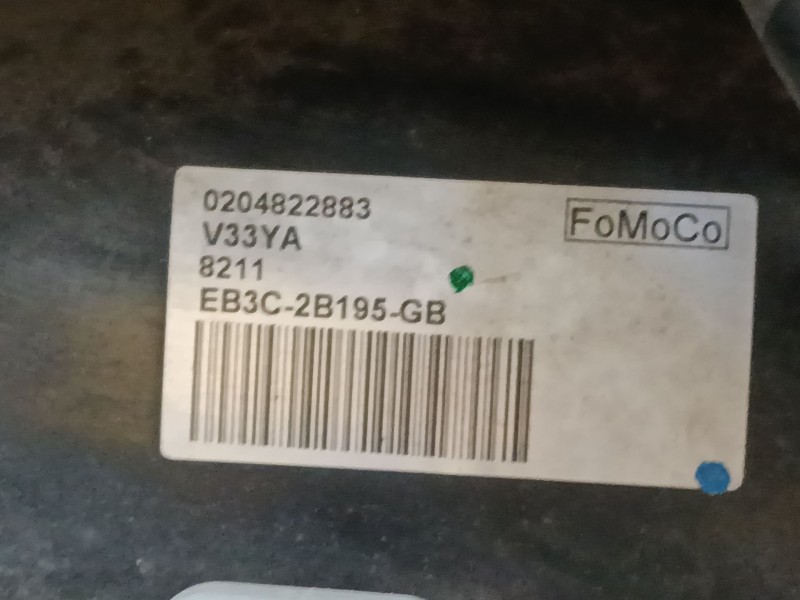 0204822883
FoMoCo
V33YA
8211
EB3C-2B195-GB